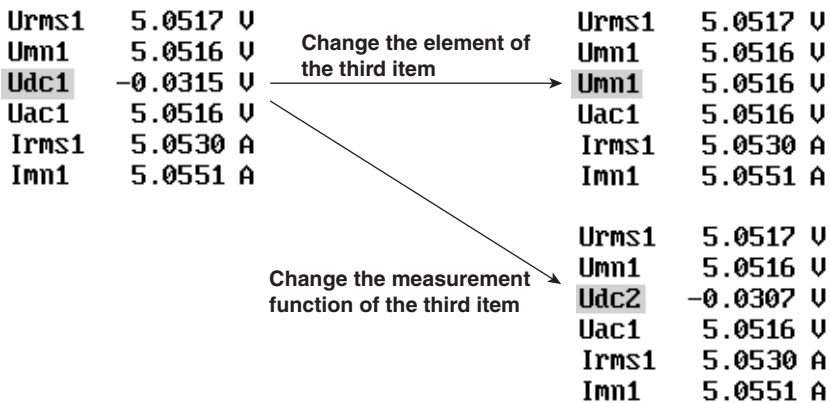 Urms1 5.0517 V
Umn1 5.0516 V
Udc1 -0.0315 V
Uac1 5.0516 V
Irms1 5.0530 A
Imn1 5.0551 A
Change the element of
the third item
Urms1 5.0517 V
Umn1 5.0516 V
Umn1 5.0516 V
Uac1 5.0516 V
Irms1 5.0530 A
Imn1 5.0551 A
Change the measurement
function of the third item
Urms1 5.0517 V
Umn1 5.0516 V
Udc2 -0.0307 V
Uac1 5.0516 V
Irms1 5.0530 A
Imn1 5.0551 A